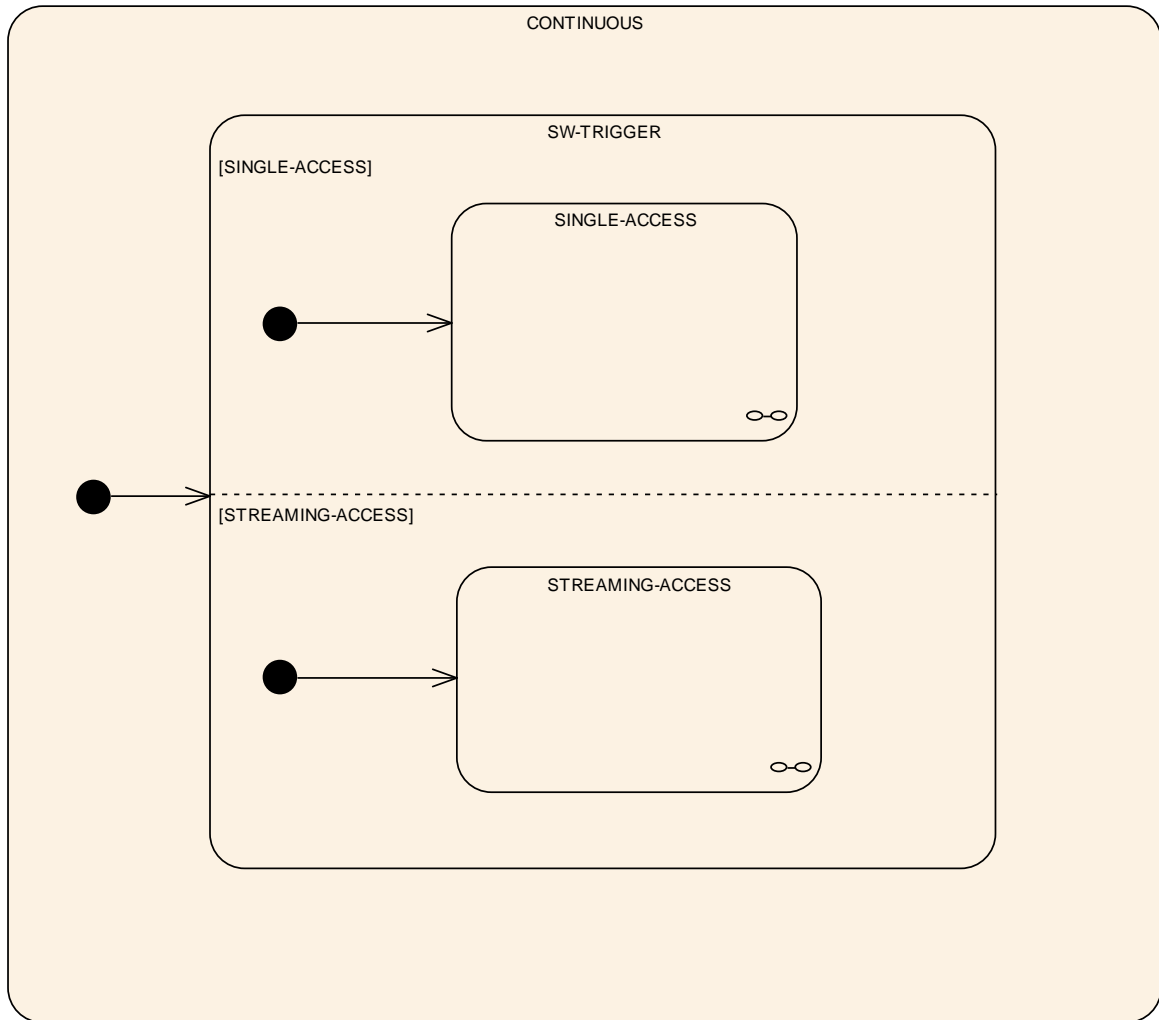 CONTINUOUS
SW-TRIGGER
[SINGLE-ACCESS]
SINGLE-ACCESS
[STREAMING-ACCESS]
STREAMING-ACCESS